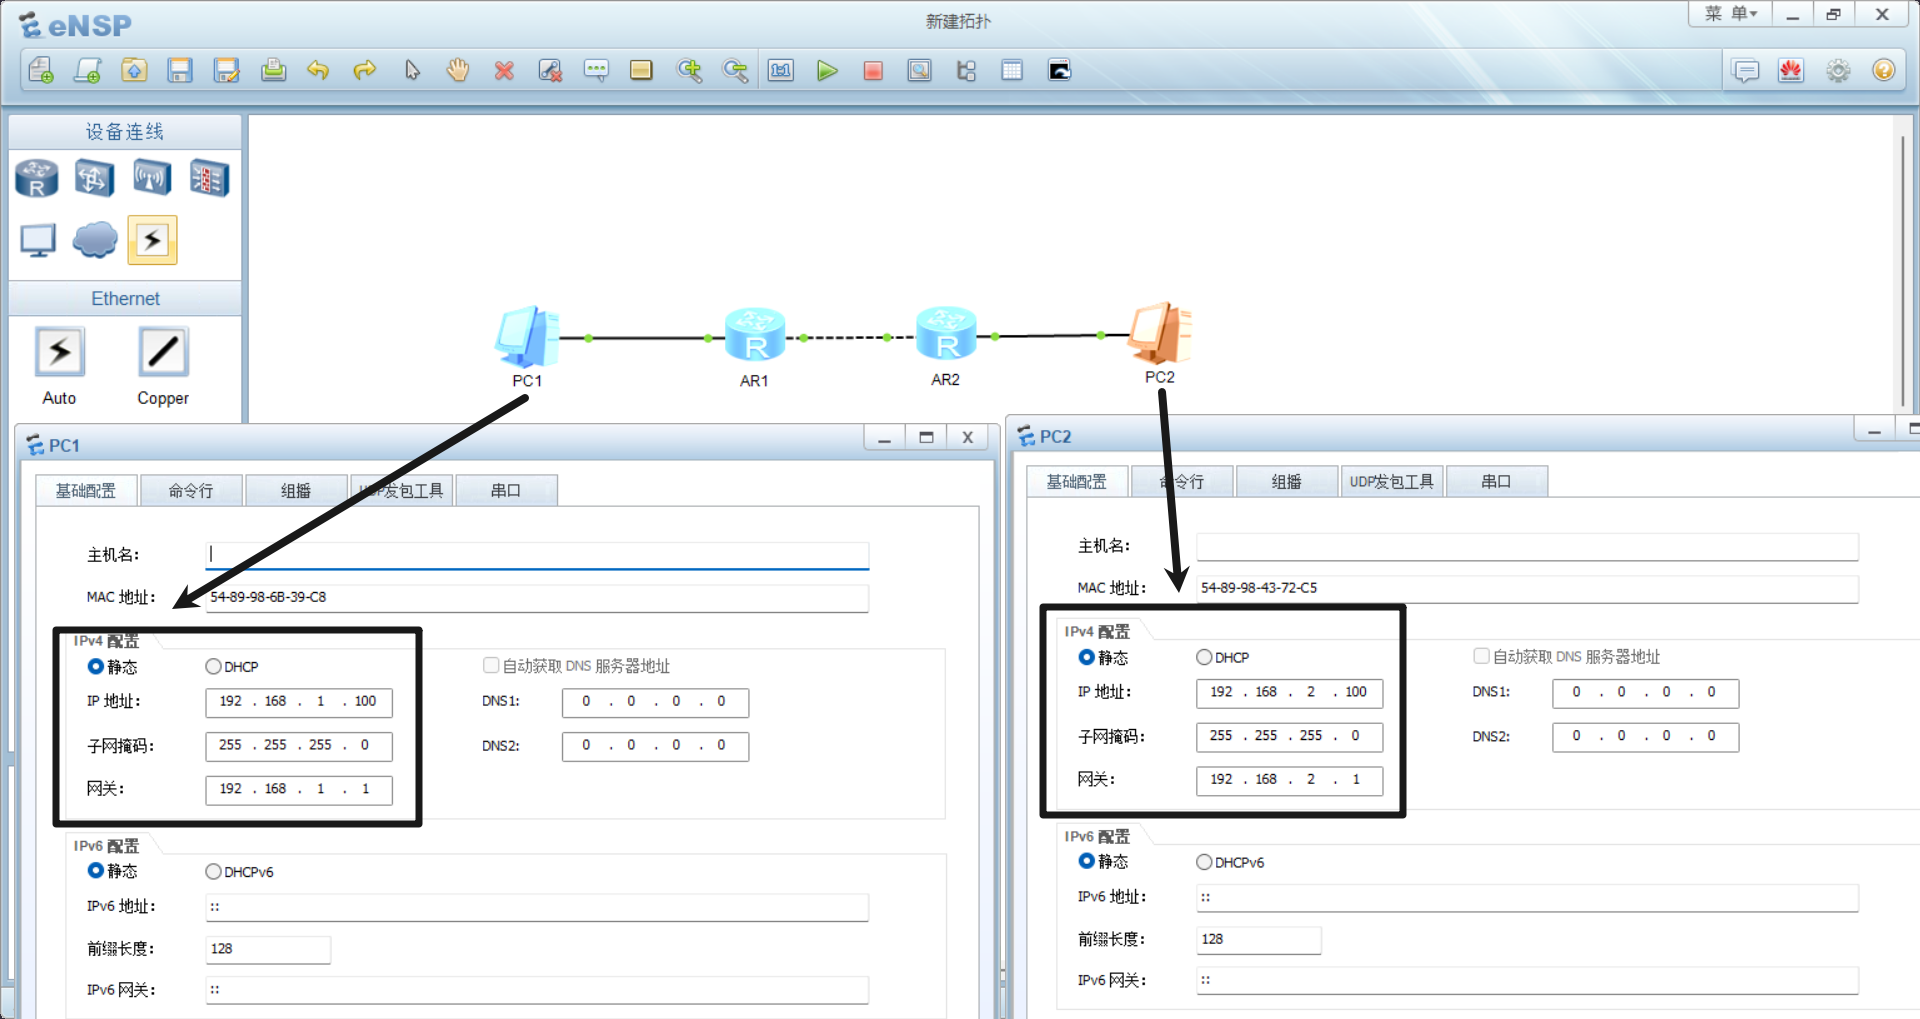 eNSP
新建拓扑
菜 单
设备连线
R
Ethernet
Auto
Copper
1:1
R
R
PC1
AR1
AR2
PC2
PC1
基础配置
命令行
组播
UDP发包工具
串口
主机名:
MAC 地址:
54-89-98-6B-39-C8
IPv4 配置
静态
DHCP
自动获取 DNS 服务器地址
IP 地址:
192 . 168 . 1 . 100
DNS1:
0 . 0 . 0 . 0
子网掩码:
255 . 255 . 255 . 0
DNS2:
0 . 0 . 0 . 0
网关:
192 . 168 . 1 . 1
IPv6 配置
静态
DHCPv6
IPv6 地址:
::
前缀长度:
128
IPv6 网关:
::
PC2
基础配置
命令行
组播
UDP发包工具
串口
主机名:
MAC 地址:
54-89-98-43-72-C5
IPv4 配置
静态
DHCP
自动获取 DNS 服务器地址
IP 地址:
192 . 168 . 2 . 100
DNS1:
0 . 0 . 0 . 0
子网掩码:
255 . 255 . 255 . 0
DNS2:
0 . 0 . 0 . 0
网关:
192 . 168 . 2 . 1
IPv6 配置
静态
DHCPv6
IPv6 地址:
::
前缀长度:
128
IPv6 网关:
::